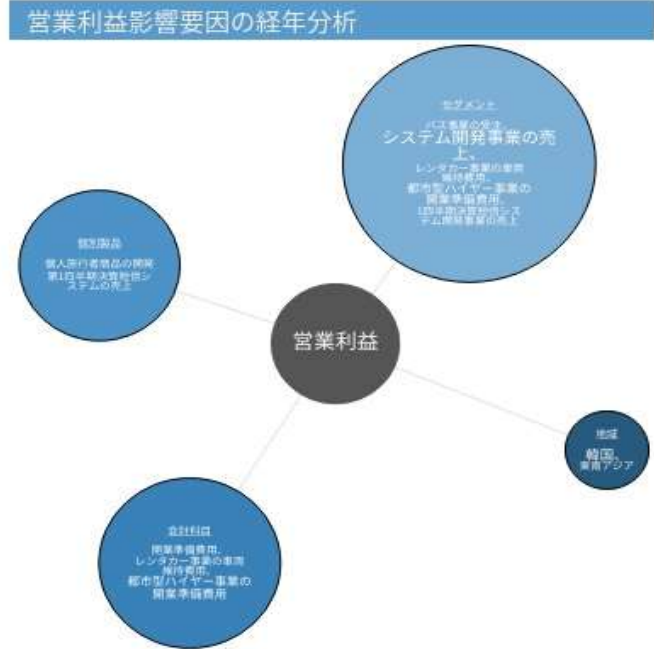 営業利益影響要因の経年分析
セグメント
バス事業の受注、
システム開発事業の売
上、
レンタカー事業の車両
維持費用、
都市型ハイヤー事業の
開業準備費用、
1四半期決算短信シス
テム開発事業の売上
個別製品
個人旅行者商品の開発
第1四半期決算短信シ
ステムの売上
営業利益
地域
韓国、
東南アジア
会計科目
開業準備費用、
レンタカー事業の車両
維持費用、
都市型ハイヤー事業の
開業準備費用